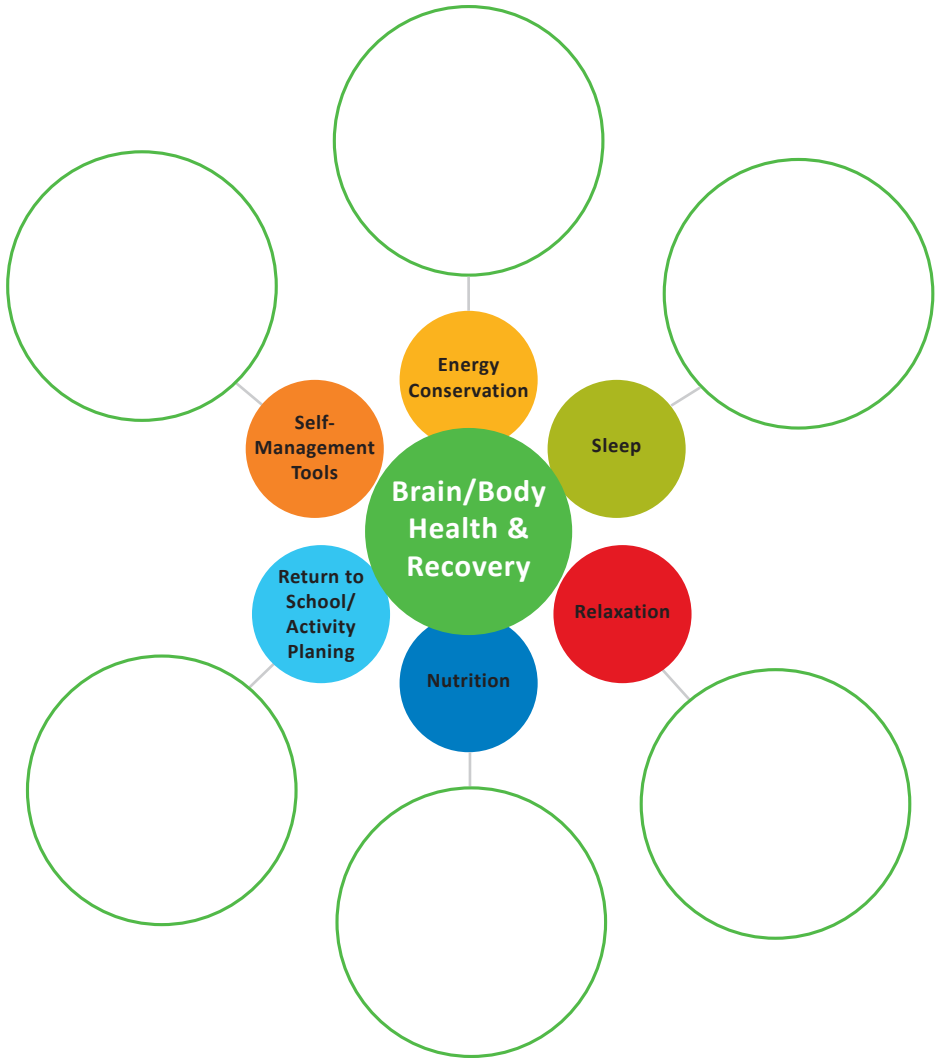 Energy
Conservation
Self-
Management
Tools
Sleep
Brain/Body
Health &
Recovery
Return to
School/
Activity
Planing
Relaxation
Nutrition